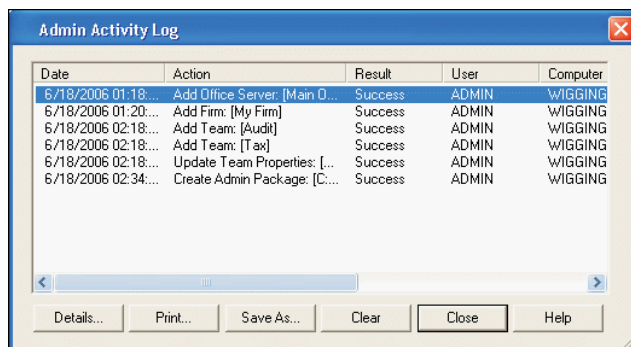 Admin Activity Log
Date Action Result User Computer
6/18/2006 01:18:... Add Office Server: [Main O... Success ADMIN WIGGING
6/18/2006 01:20:... Add Firm: [My Firm] Success ADMIN WIGGING
6/18/2006 02:18:... Add Team: [Audit] Success ADMIN WIGGING
6/18/2006 02:18:... Add Team: [Tax] Success ADMIN WIGGING
6/18/2006 02:18:... Update Team Properties: [... Success ADMIN WIGGING
6/18/2006 02:34:... Create Admin Package: [C:... Success ADMIN WIGGING
Details... Print... Save As... Clear Close Help